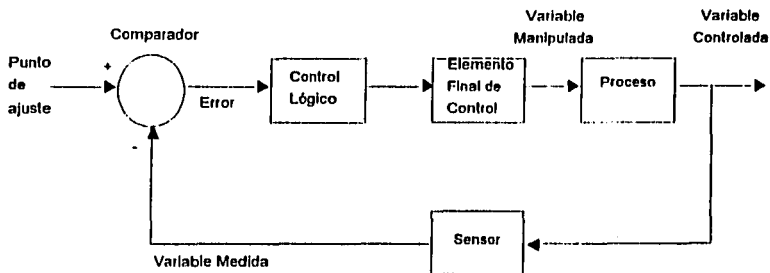 Variable
Manipulada
Variable
Controlada
Comparador
Punto
de
ajuste
+
-
Error
Control
Lógico
Elemento
Final de
Control
Proceso
Sensor
Variable Medida